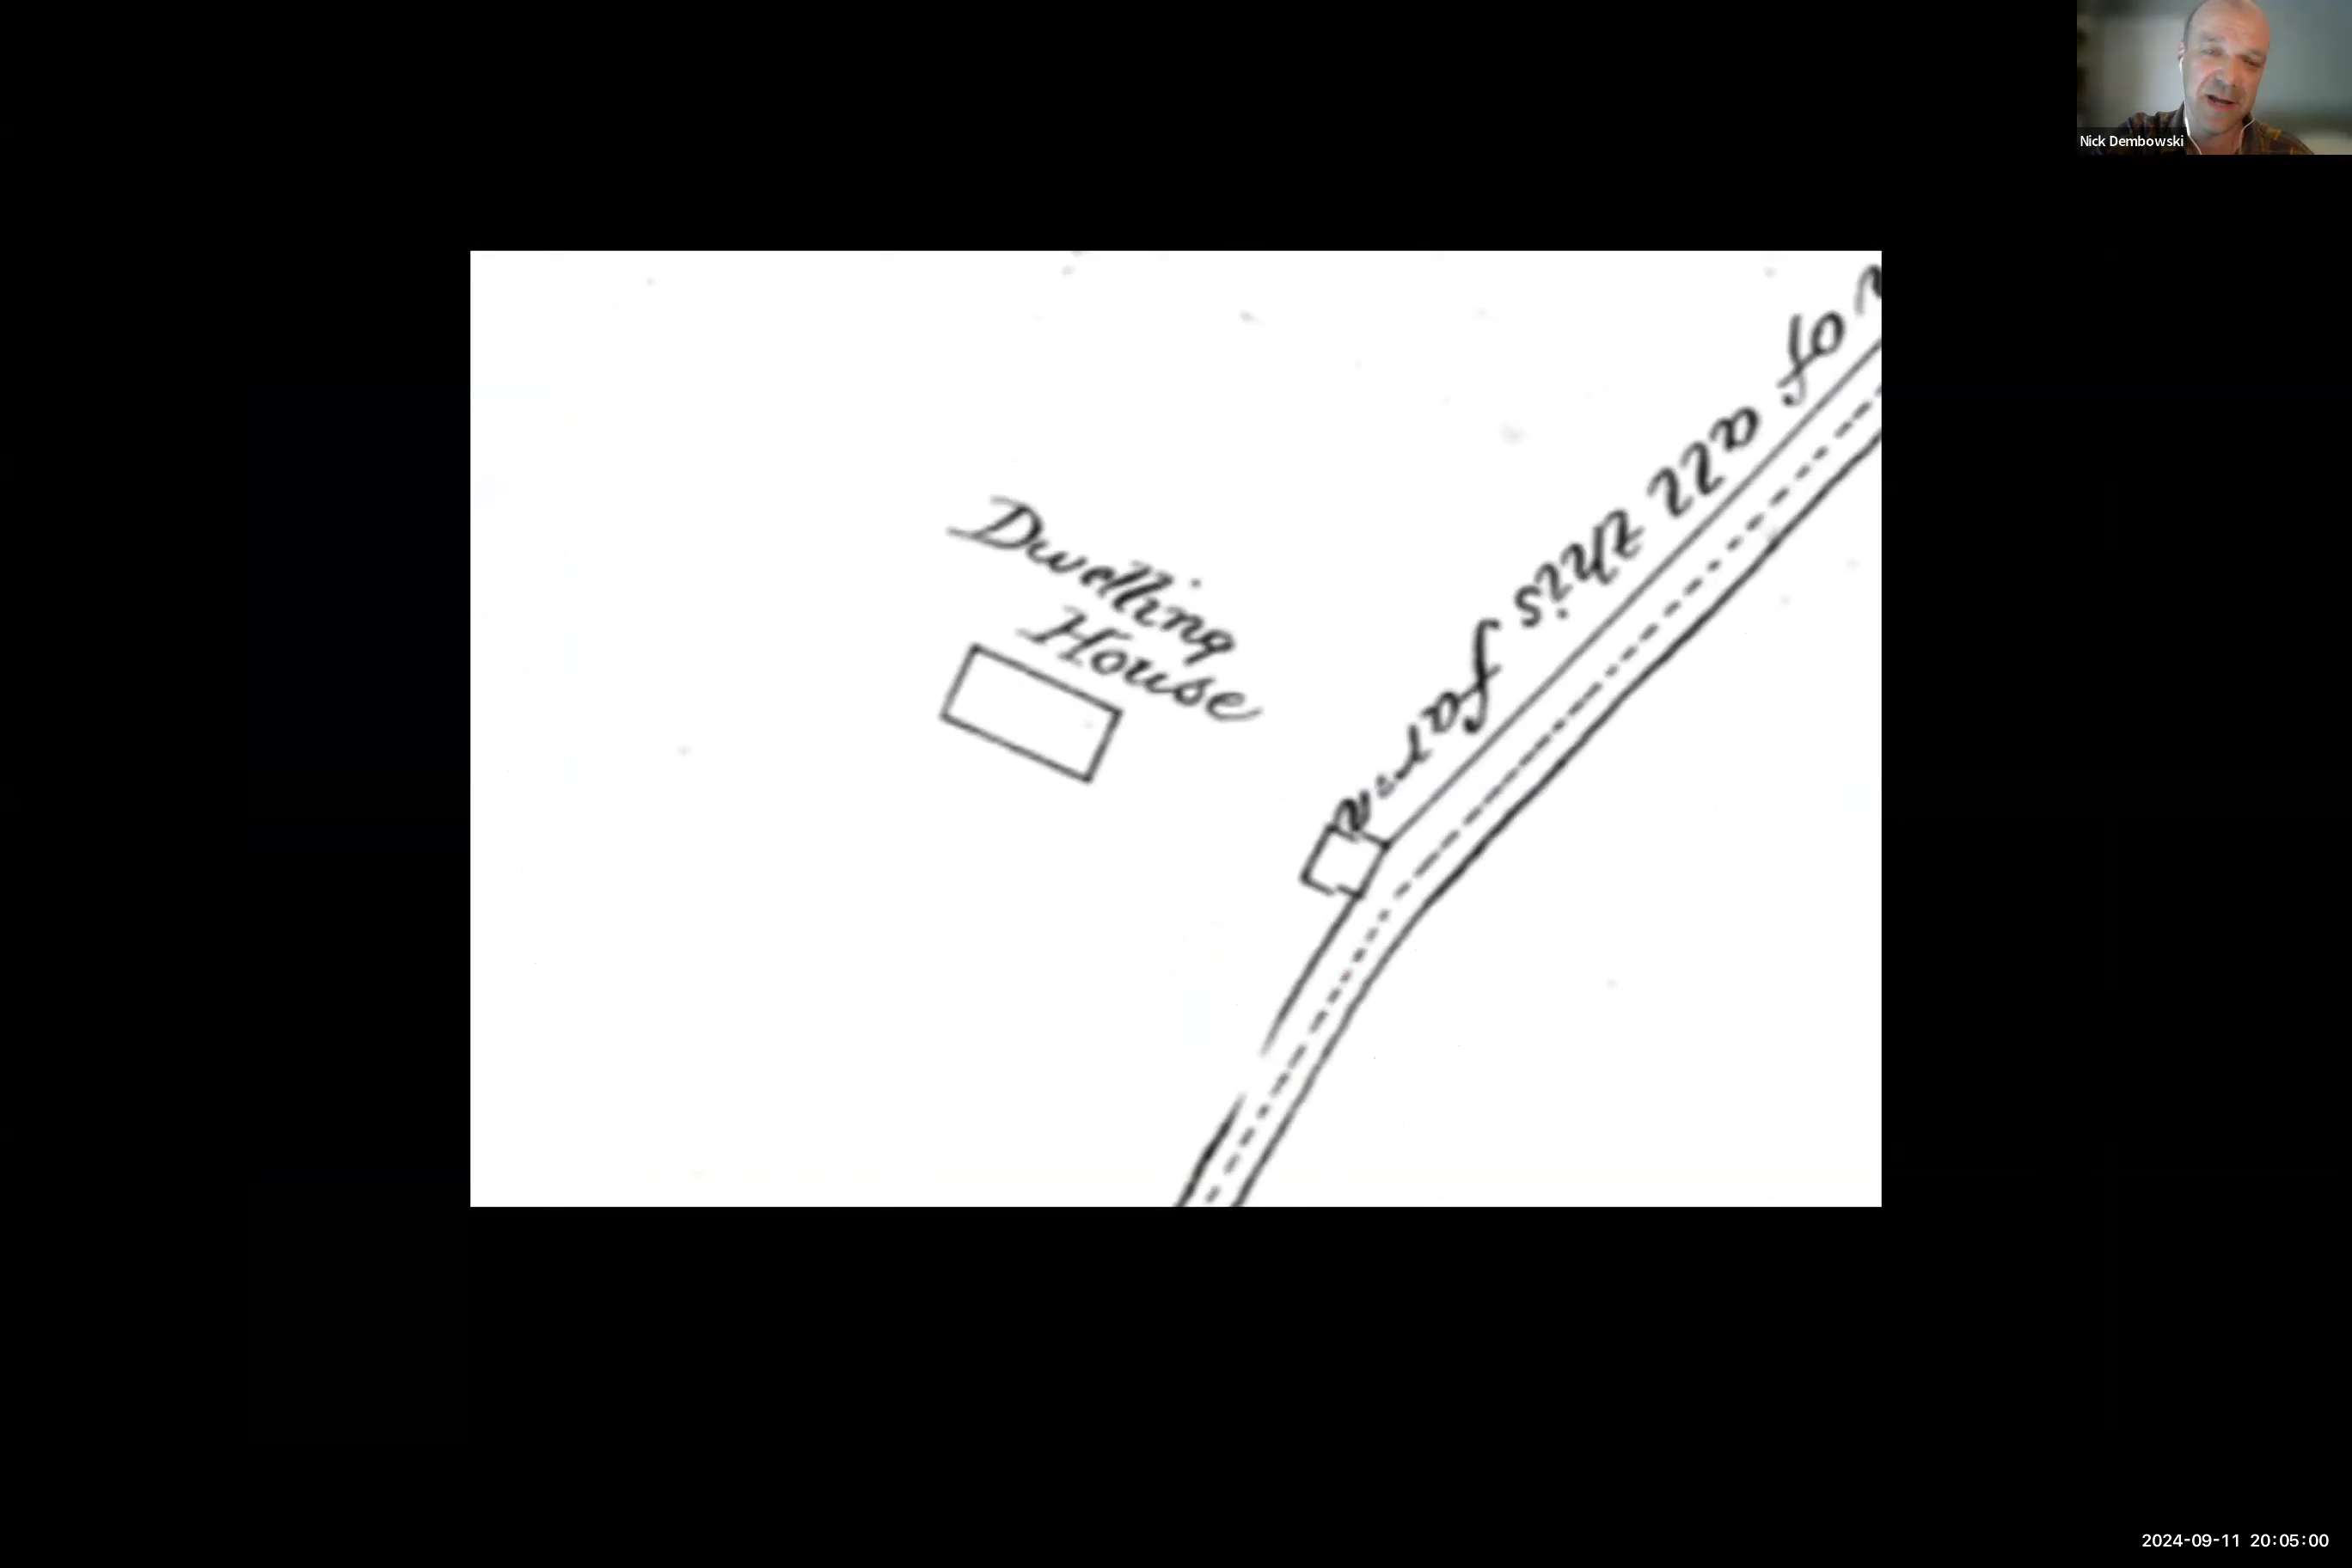 Nick Dembowski
of all this farm
Dwelling
House
2024-09-11 20:05:00